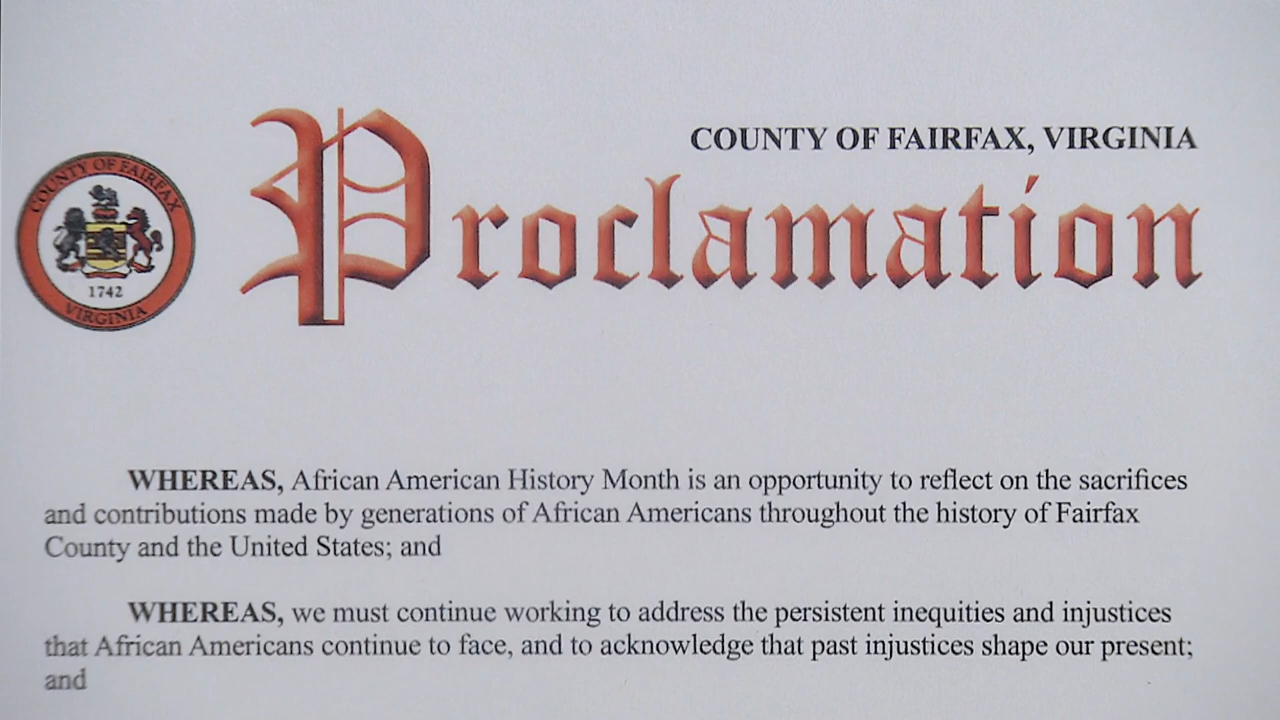 COUNTY OF FAIRFAX, VIRGINIA
Proclamation
COUNTY OF FAIRFAX
1742
VIRGINIA
WHEREAS, African American History Month is an opportunity to reflect on the sacrifices
and contributions made by generations of African Americans throughout the history of Fairfax
County and the United States; and
WHEREAS, we must continue working to address the persistent inequities and injustices
that African Americans continue to face, and to acknowledge that past injustices shape our present;
and